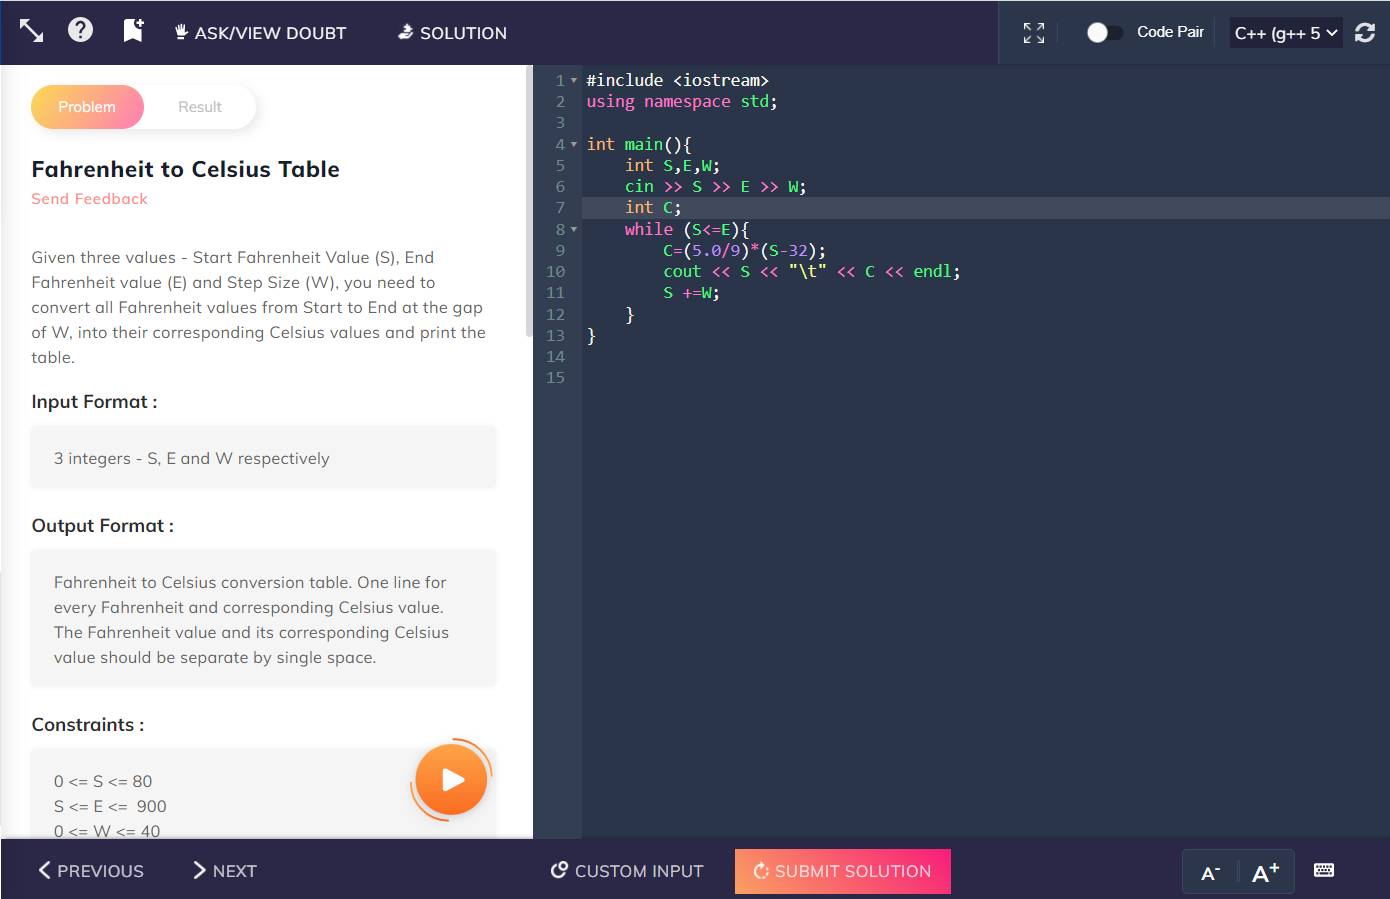 ASK/VIEW DOUBT
SOLUTION
Code Pair
C++ (g++ 5
Problem
Result
Fahrenheit to Celsius Table
Send Feedback
Given three values - Start Fahrenheit Value (S), End
Fahrenheit value (E) and Step Size (W), you need to
convert all Fahrenheit values from Start to End at the gap
of W, into their corresponding Celsius values and print the
table.
Input Format :
3 integers - S, E and W respectively
Output Format :
Fahrenheit to Celsius conversion table. One line for
every Fahrenheit and corresponding Celsius value.
The Fahrenheit value and its corresponding Celsius
value should be separate by single space.
Constraints :
0 <= S <= 80
S <= E <=  900
0 <= W <= 40
1 #include <iostream>
2 using namespace std;
3
4 int main(){
5     int S,E,W;
6     cin >> S >> E >> W;
7     int C;
8     while (S<=E){
9         C=(5.0/9)*(S-32);
10         cout << S << "\t" << C << endl;
11         S +=W;
12     }
13 }
14
15
PREVIOUS
NEXT
CUSTOM INPUT
SUBMIT SOLUTION
A-
A+